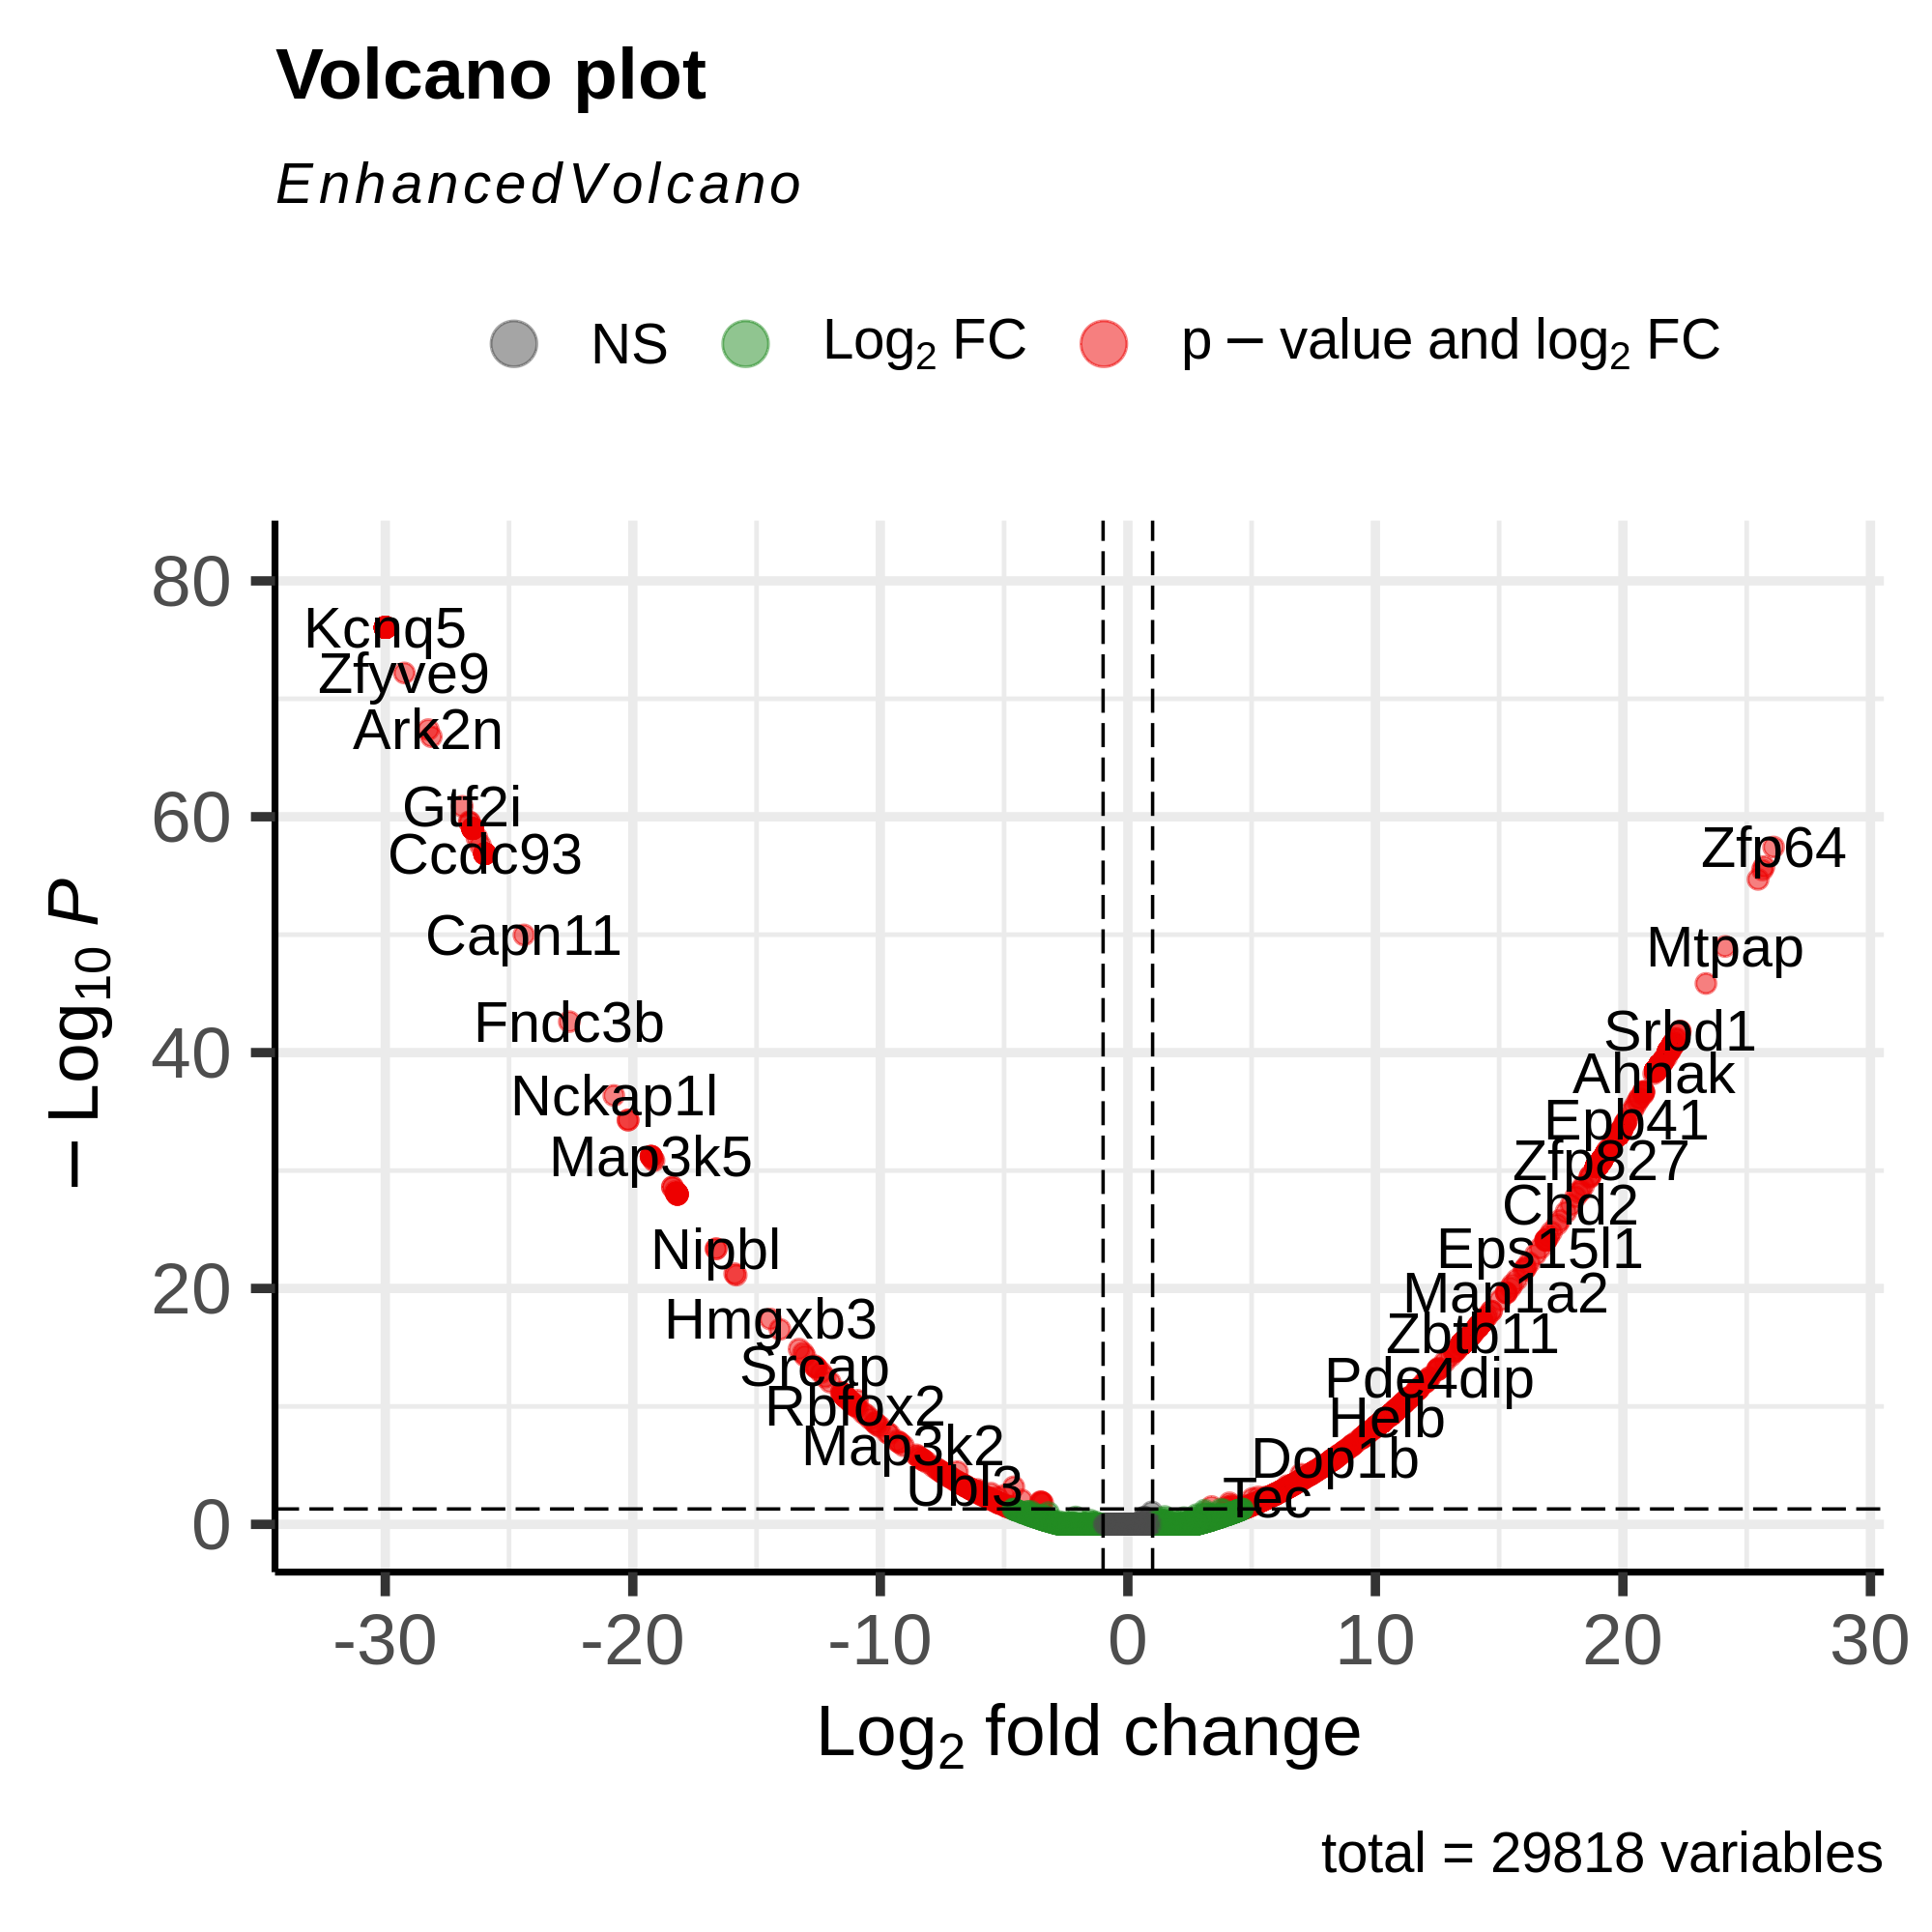 Volcano plot
EnhancedVolcano
NS
Log2 FC
p − value and log2 FC
− Log10 P
80
60
40
20
0
Kcnq5
Zfyve9
Ark2n
Gtf2i
Ccdc93
Capn11
Fndc3b
Nckap1l
Map3k5
Nipbl
Hmgxb3
Srcap
Rbfox2
Map3k2
Ubl3
Zfp64
Mtpap
Srbd1
Ahnak
Epb41
Zfp827
Chd2
Eps15l1
Man1a2
Zbtb11
Pde4dip
Helb
Dop1b
Tec
-30 -20 -10 0 10 20 30
Log2 fold change
total = 29818 variables